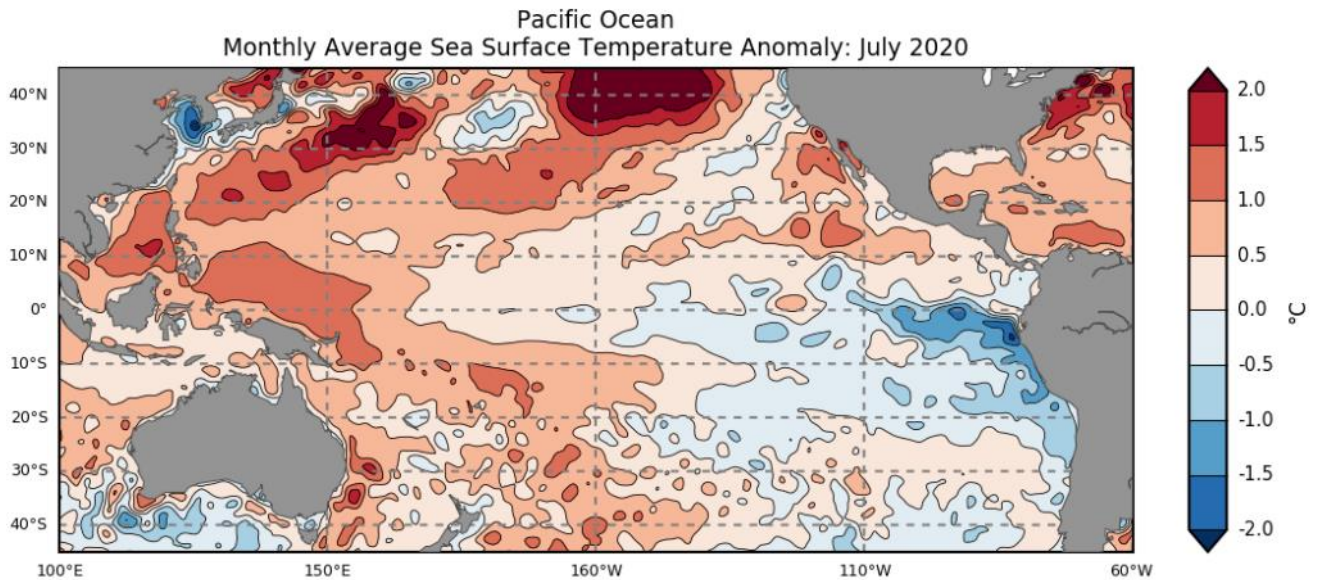 Pacific Ocean
Monthly Average Sea Surface Temperature Anomaly: July 2020
40°N
30°N
20°N
10°N
0°
10°S
20°S
30°S
40°S
100°E
150°E
160°W
110°W
60°W
2.0
1.5
1.0
0.5
0.0
-0.5
-1.0
-1.5
-2.0
°C